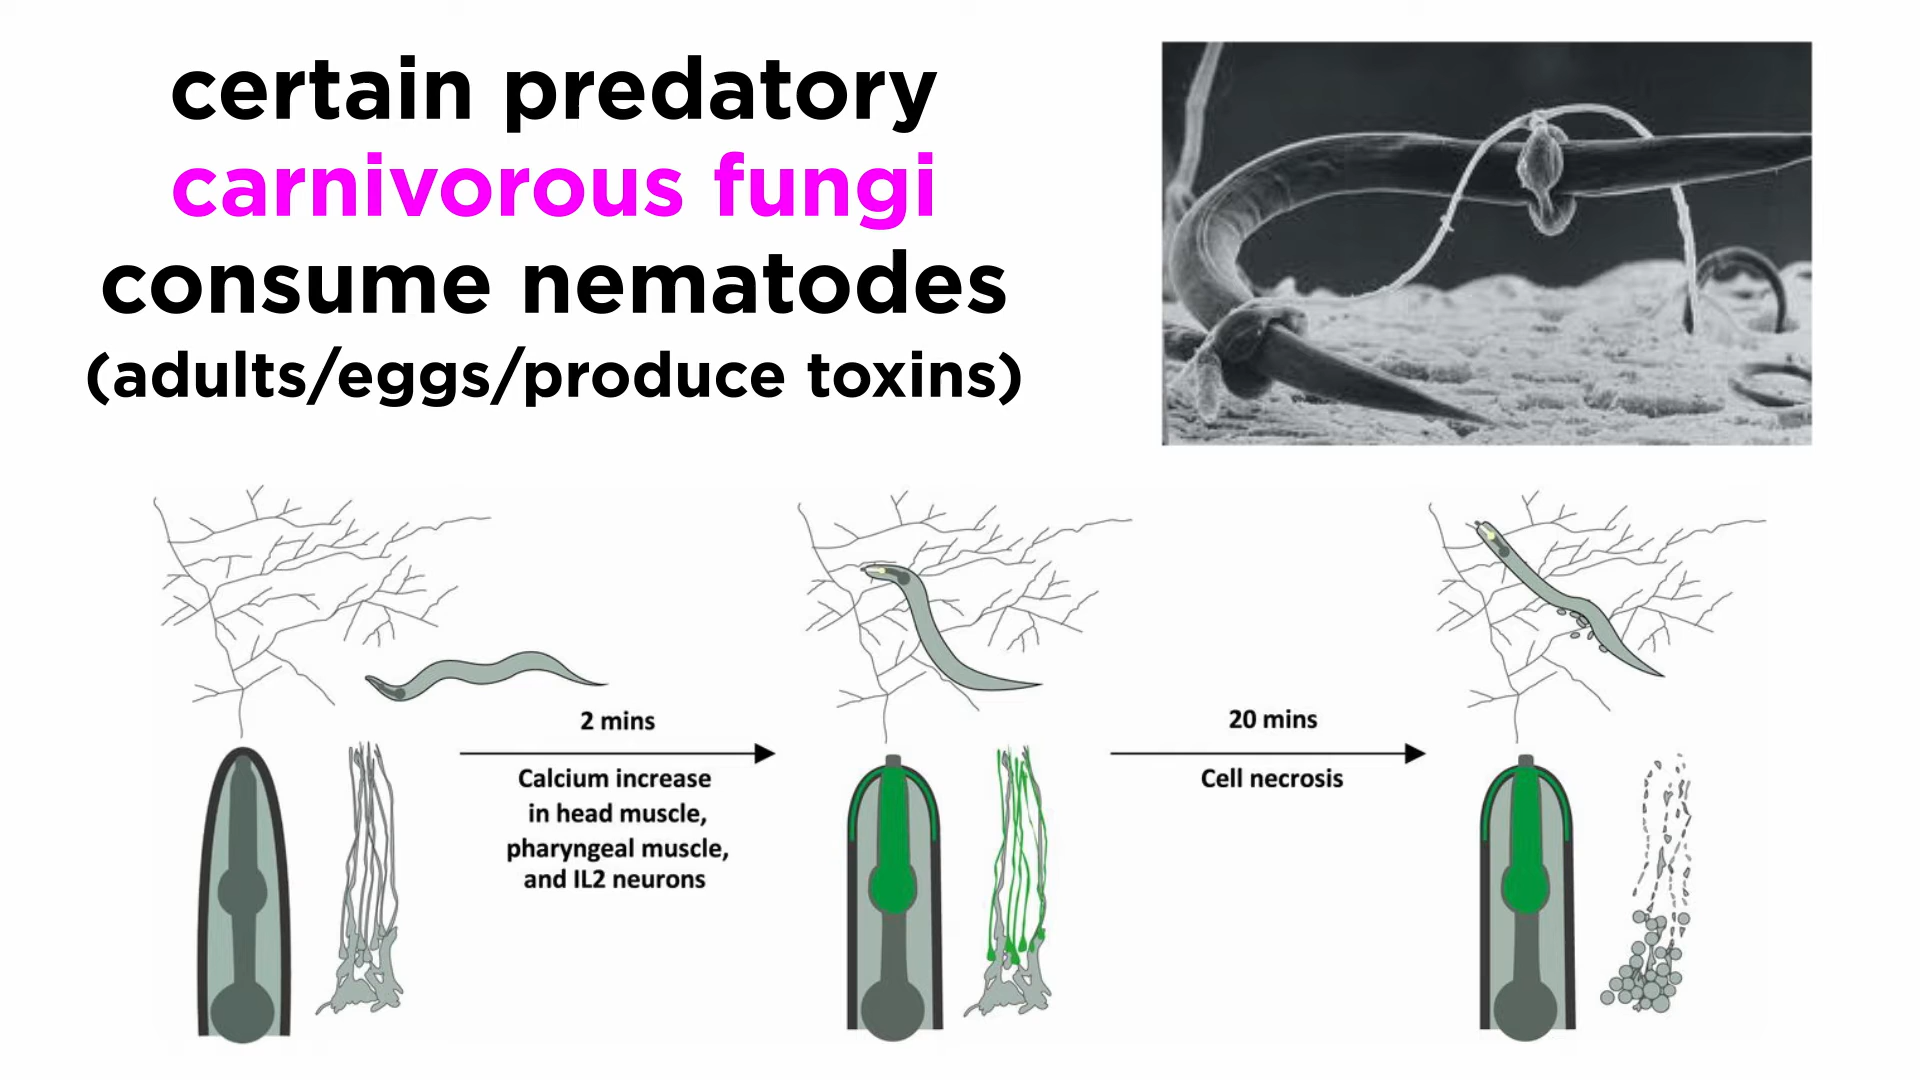 certain predatory
carnivorous fungi
consume nematodes
(adults/eggs/produce toxins)
2 mins
Calcium increase
in head muscle,
pharyngeal muscle,
and IL2 neurons
20 mins
Cell necrosis